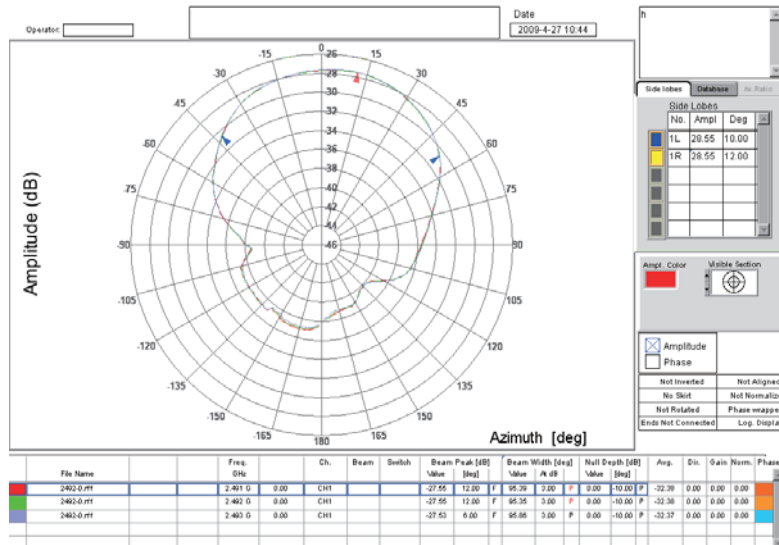 Date
Operator:
2009-4-27 10:44
h
Side lobes Database Ax. Ratio
Side Lobes
No. Ampl Deg
1L 28.55 10.00
1R 28.55 12.00
Ampl. Color Visible Section
Amplitude
Phase
Not Inverted Not Aligned
No Skirt Not Normalize
Not Rotated Phase wrappe
Ends Not Connected Log. Displa
Amplitude (dB)
0
-15 15
-30 30
-45 45
-60 60
-75 75
-90 90
-105 105
-120 120
-135 135
-150 150
-165 165
180
-26
-28
-30
-32
-34
-36
-38
-40
-42
-44
-46
Azimuth [deg]
Freq. Ch. Beam Switch Beam Peak [dB] Beam Width [deg] Null Depth [dB] Avg. Dir. Gain Norm. Phase
File Name GHz Value [deg] Value At dB Value [deg]
2492-0.rff 2.491 G 0.00 CH1 -27.55 12.00 F 95.39 3.00 P 0.00 -10.00 P -32.38 0.00 0.00 0.00
2492-0.rff 2.492 G 0.00 CH1 -27.55 12.00 F 95.35 3.00 P 0.00 -10.00 P -32.38 0.00 0.00 0.00
2492-0.rff 2.493 G 0.00 CH1 -27.53 6.00 F 95.86 3.00 P 0.00 -10.00 P -32.37 0.00 0.00 0.00